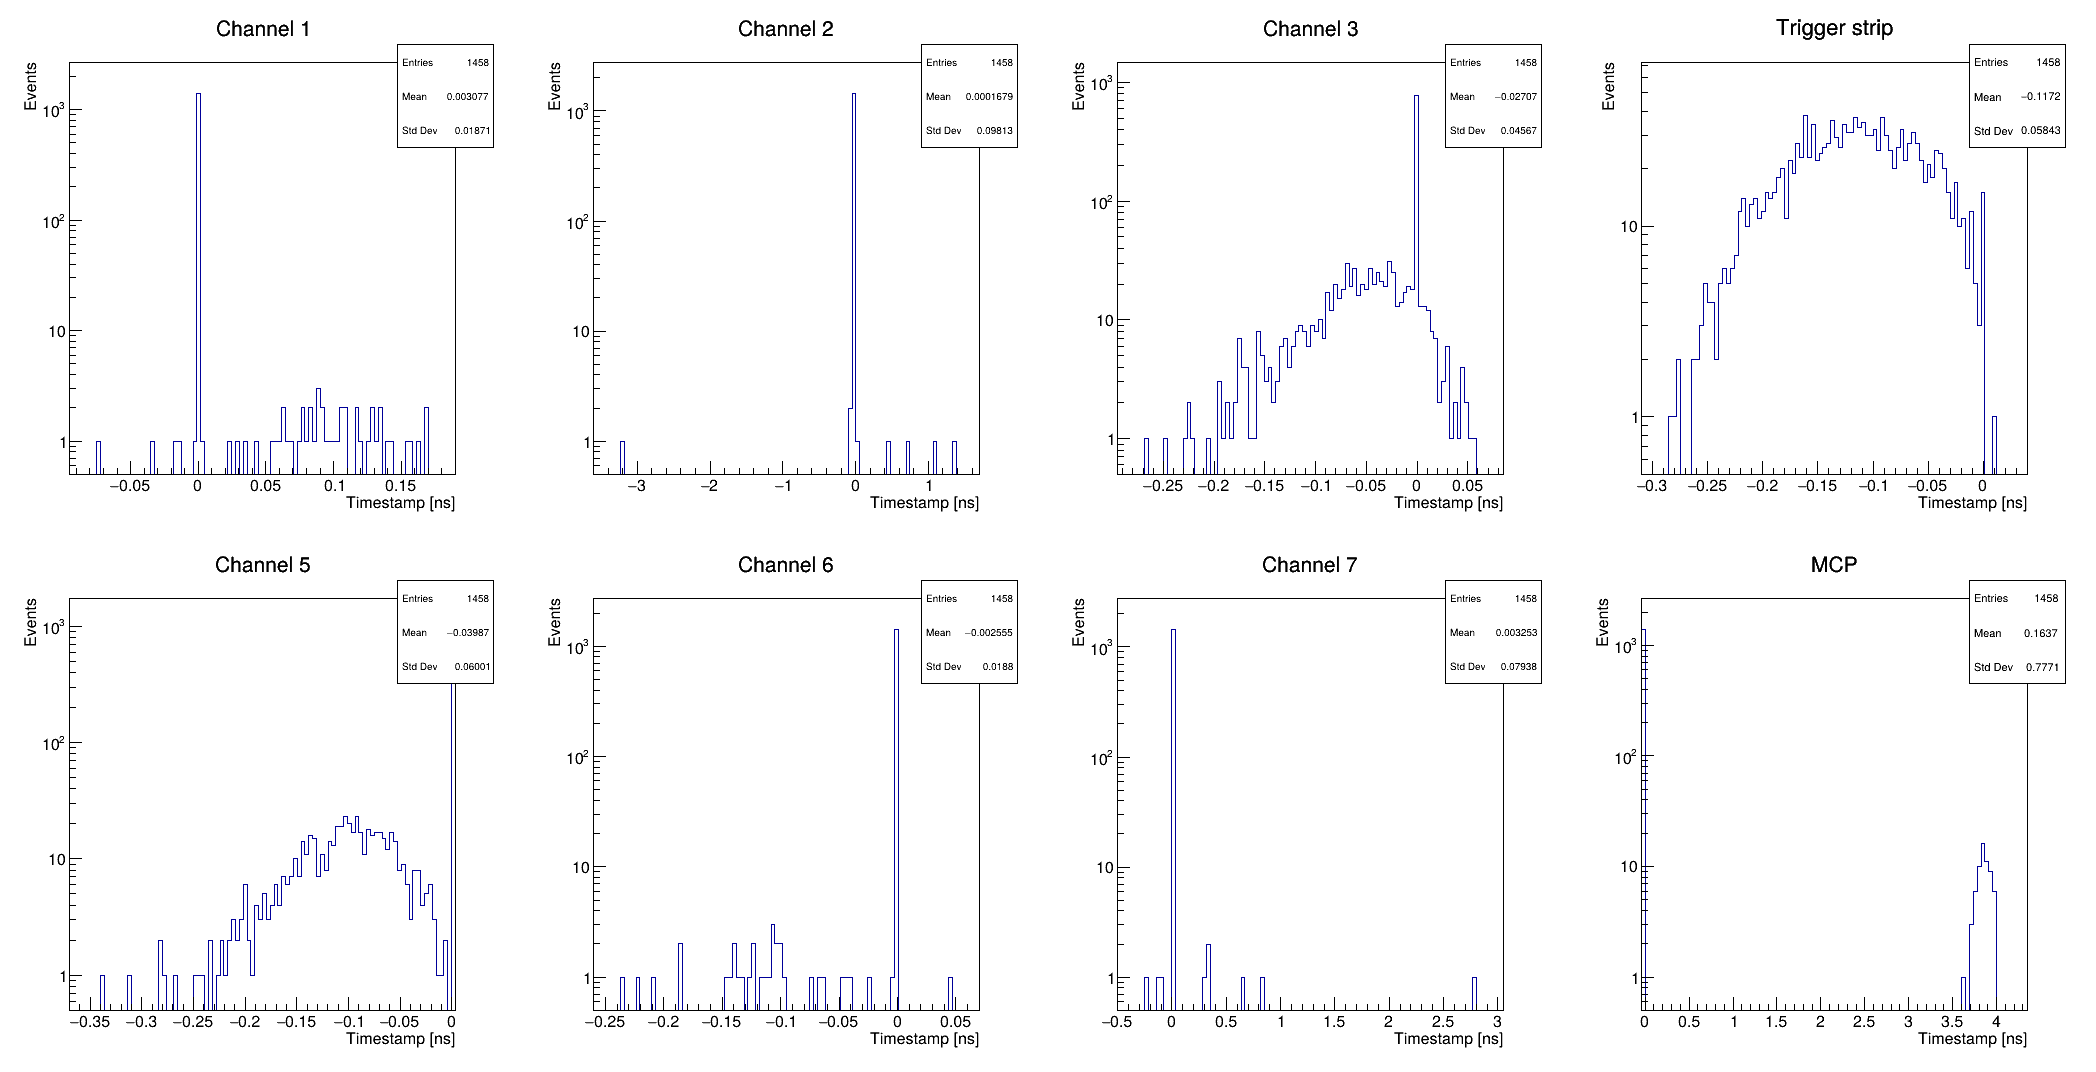 Channel 1
Events
Entries 1458
Mean 0.003077
Std Dev 0.01871
10³
10²
10
1
−0.05 0 0.05 0.1 0.15
Timestamp [ns]
Channel 2
Events
Entries 1458
Mean 0.0001679
Std Dev 0.09813
10³
10²
10
1
−3 −2 −1 0 1
Timestamp [ns]
Channel 3
Events
Entries 1458
Mean −0.02707
Std Dev 0.04567
10³
10²
10
1
−0.25 −0.2 −0.15 −0.1 −0.05 0 0.05
Timestamp [ns]
Trigger strip
Events
Entries 1458
Mean −0.1172
Std Dev 0.05843
10
1
−0.3 −0.25 −0.2 −0.15 −0.1 −0.05 0
Timestamp [ns]
Channel 5
Events
Entries 1458
Mean −0.03987
Std Dev 0.06001
10³
10²
10
1
−0.35 −0.3 −0.25 −0.2 −0.15 −0.1 −0.05 0
Timestamp [ns]
Channel 6
Events
Entries 1458
Mean −0.002555
Std Dev 0.0188
10³
10²
10
1
−0.25 −0.2 −0.15 −0.1 −0.05 0 0.05
Timestamp [ns]
Channel 7
Events
Entries 1458
Mean 0.003253
Std Dev 0.07938
10³
10²
10
1
−0.5 0 0.5 1 1.5 2 2.5 3
Timestamp [ns]
MCP
Events
Entries 1458
Mean 0.1637
Std Dev 0.7771
10³
10²
10
1
0 0.5 1 1.5 2 2.5 3 3.5 4
Timestamp [ns]